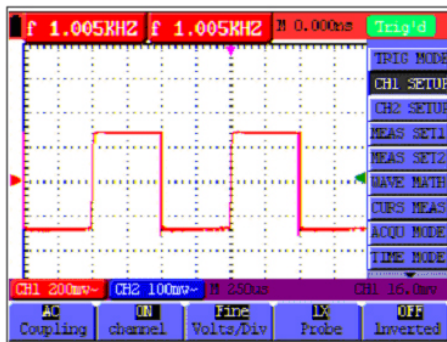 f 1.005KHZ f 1.005KHZ M 0.000ns Trig'd
TRIG MODE
CH1 SETUP
CH2 SETUP
MEAS SET1
MEAS SET2
WAVE MATH
CURS MEAS
ACQU MODE
TIME MODE
CH1 200mv~ CH2 100mv~ M 250us CH1 16.0mv
AC ON Fine 1X OFF
Coupling channel Volts/Div Probe Inverted